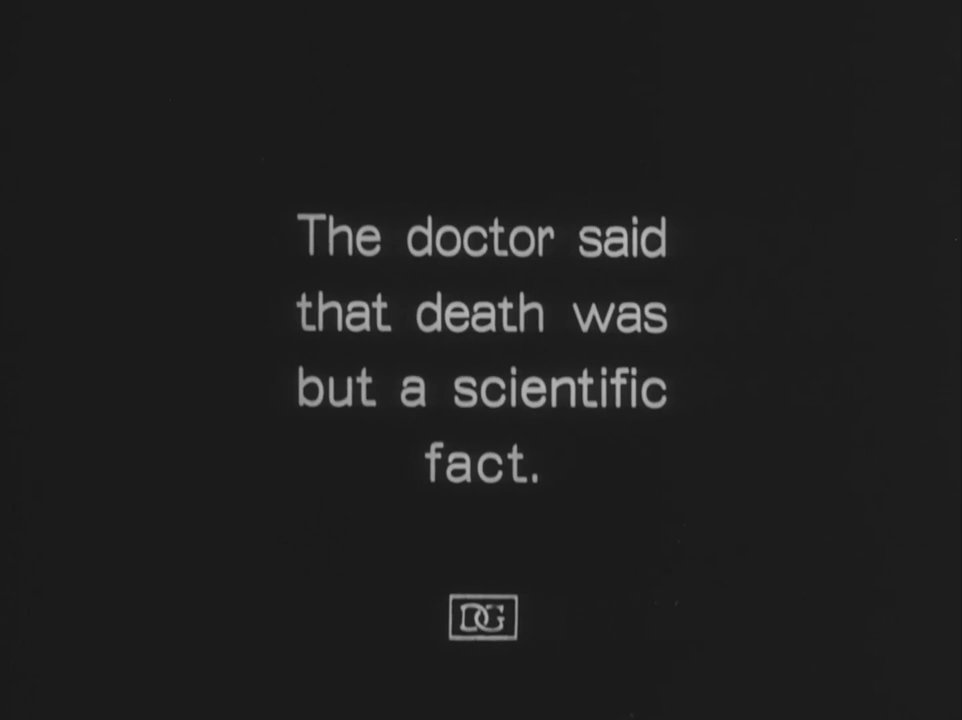 The doctor said
that death was
but a scientific
fact.
DG